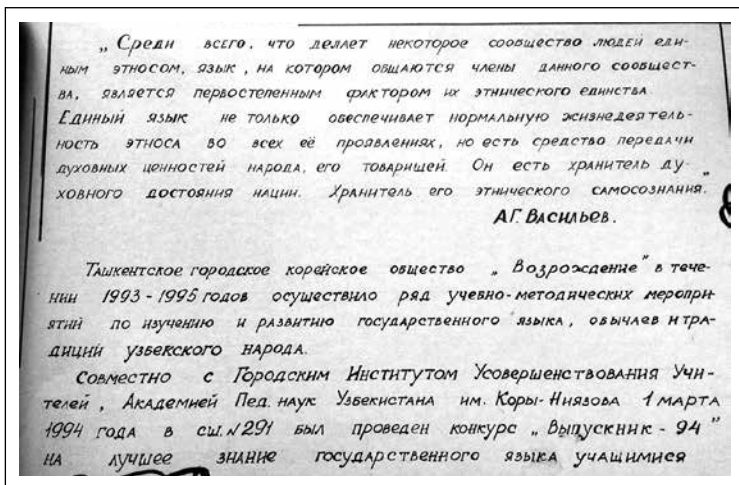 „Среди всего, что делает некоторое сообщество людей еди-
ным этносом, язык, на котором общаются члены данного сообщест-
ва, является первостепенным фактором их этнического единства.
Единый язык не только обеспечивает нормальную жизнедеятель-
ность этноса во всех её проявлениях, но есть средство передачи
духовных ценностей народа, его товарищей. Он есть хранитель ду-
ховного достояния нации. Хранитель его этнического самосознания.„
А.Г. Васильев.
Ташкентское городское корейское общество „Возрождение" в тече-
нии 1993-1995 годов осуществило ряд учебно-методических меропри-
ятий по изучению и развитию государственного языка, обычаев и тра-
диций узбекского народа.
Совместно с Городским Институтом Усовершенствования Учи-
телей, Академией Пед. наук Узбекистана им. Коры-Ниязова 1 марта
1994 года в сш. №291 был проведен конкурс „Выпускник-94"
на лучшее знание государственного языка учащимися